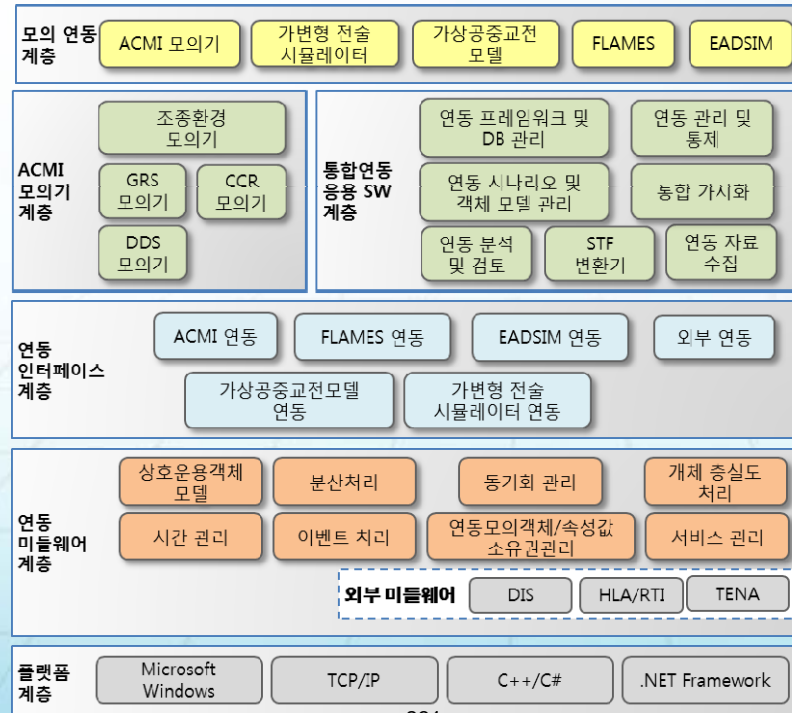 모의 연동
계층
ACMI 모의기
가변형 전술
시뮬레이터
가상공중교전
모델
FLAMES
EADSIM
ACMI
모의기
계층
조종환경
모의기
GRS
모의기
CCR
모의기
DDS
모의기
통합연동
응용 SW
계층
연동 프레임워크 및
DB 관리
연동 관리 및
통제
연동 시나리오 및
객체 모델 관리
통합 가시화
연동 분석
및 검토
STF
변환기
연동 자료
수집
연동
인터페이스
계층
ACMI 연동
FLAMES 연동
EADSIM 연동
외부 연동
가상공중교전모델
연동
가변형 전술
시뮬레이터 연동
연동
미들웨어
계층
상호운용객체
모델
분산처리
동기회 관리
개체 충실도
처리
시간 관리
이벤트 처리
연동모의객체/속성값
소유권관리
서비스 관리
외부 미들웨어
DIS
HLA/RTI
TENA
플랫폼
계층
Microsoft
Windows
TCP/IP
C++/C#
.NET Framework